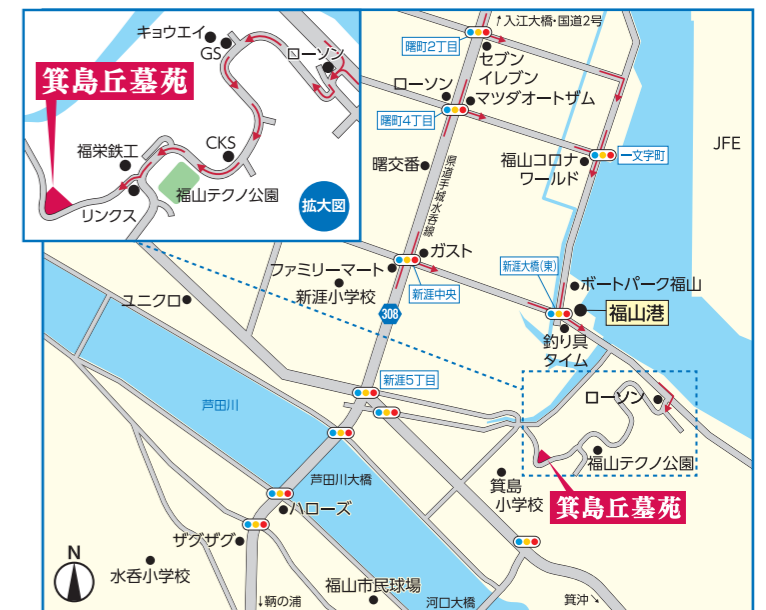 キョウエイ
GS
ローソン
箕島丘墓苑
福栄鉄工
CKS
リンクス
福山テクノ公園
拡大図
↑入江大橋・国道2号
曙町2丁目
セブン
イレブン
ローソン
マツダオートザム
曙町4丁目
JFE
曙交番
県道手城水呑線
福山コロナ
ワールド
一文字町
ガスト
ファミリーマート
新涯小学校
新涯中央
新涯大橋(東)
ボートパーク福山
福山港
釣り具
タイム
ユニクロ
308
新涯5丁目
芦田川
ローソン
福山テクノ公園
箕島
小学校
箕島丘墓苑
芦田川大橋
ハローズ
ザグザグ
N
水呑小学校
↓鞆の浦
福山市民球場
河口大橋
箕沖↘